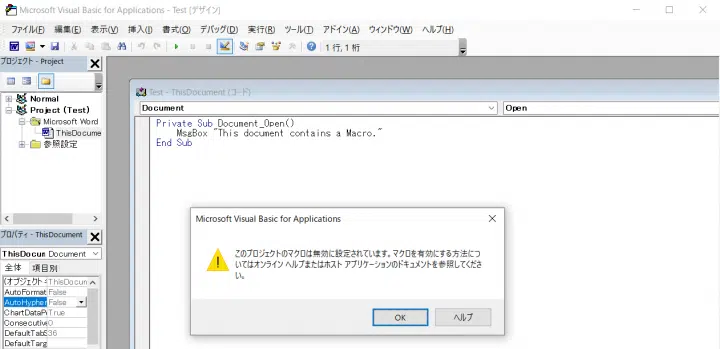 Microsoft Visual Basic for Applications - Test [デザイン]
ファイル(F) 編集(E) 表示(V) 挿入(I) 書式(O) デバッグ(D) 実行(R) ツール(T) アドイン(A) ウィンドウ(W) ヘルプ(H)
1 行, 1 桁
プロジェクト - Project
Normal
Project (Test)
Microsoft Word
ThisDocume
参照設定
Test - ThisDocument (コード)
Document
Open
Private Sub Document_Open()
MsgBox "This document contains a Macro."
End Sub
Microsoft Visual Basic for Applications
このプロジェクトのマクロは無効に設定されています。マクロを有効にする方法につ
いてはオンライン ヘルプまたはホスト アプリケーションのドキュメントを参照してくださ
い。
OK
ヘルプ
プロパティ - ThisDocument
ThisDocun Document
全体 項目別
(オブジェクト ThisDocun
AutoFormat False
AutoHypher False
ChartDataP True
Consecutiv 0
DefaultTab 36
DefaultTarg